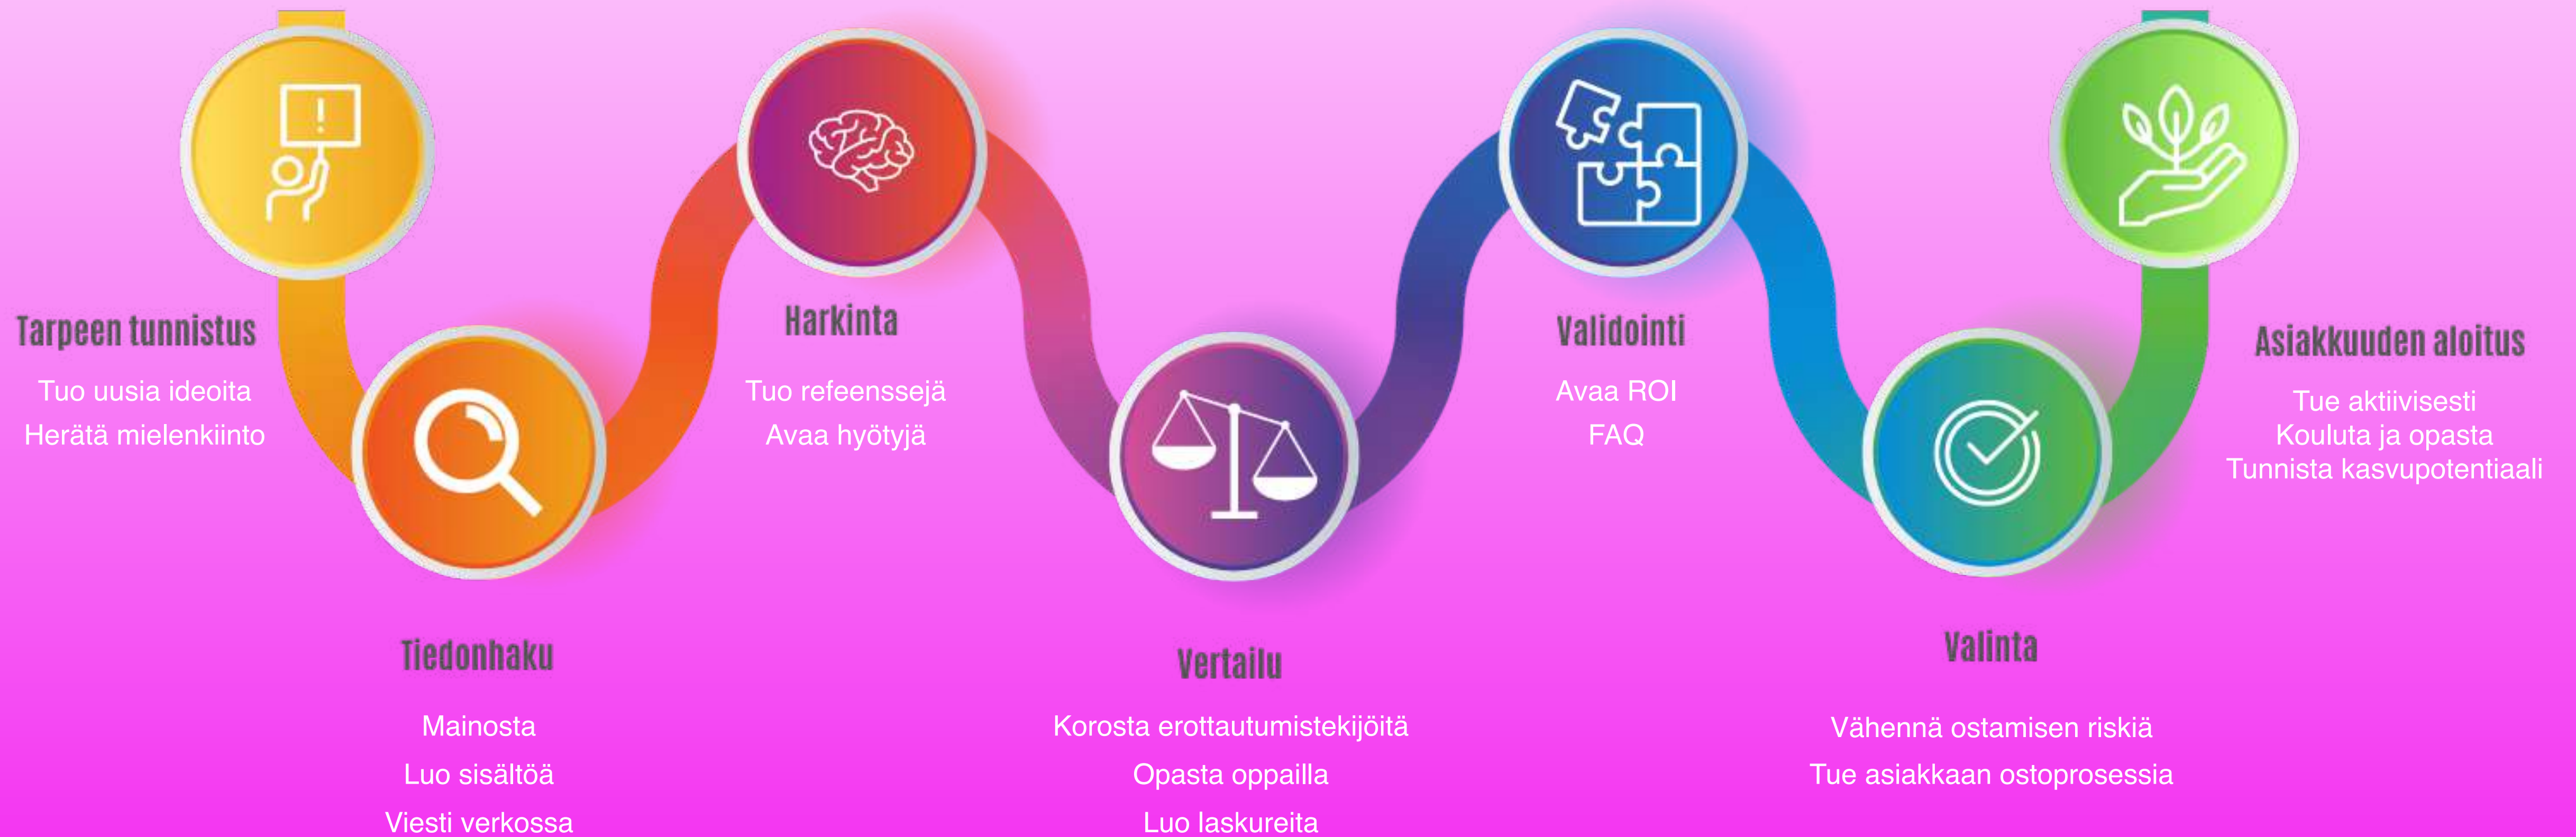 Tarpeen tunnistus
Tuo uusia ideoita
Herätä mielenkiinto
Tiedonhaku
Mainosta
Luo sisältöä
Viesti verkossa
Harkinta
Tuo refeenssejä
Avaa hyötyjä
Vertailu
Korosta erottautumistekijöitä
Opasta oppailla
Luo laskureita
Validointi
Avaa ROI
FAQ
Valinta
Vähennä ostamisen riskiä
Tue asiakkaan ostoprosessia
Asiakkuuden aloitus
Tue aktiivisesti
Kouluta ja opasta
Tunnista kasvupotentiaali